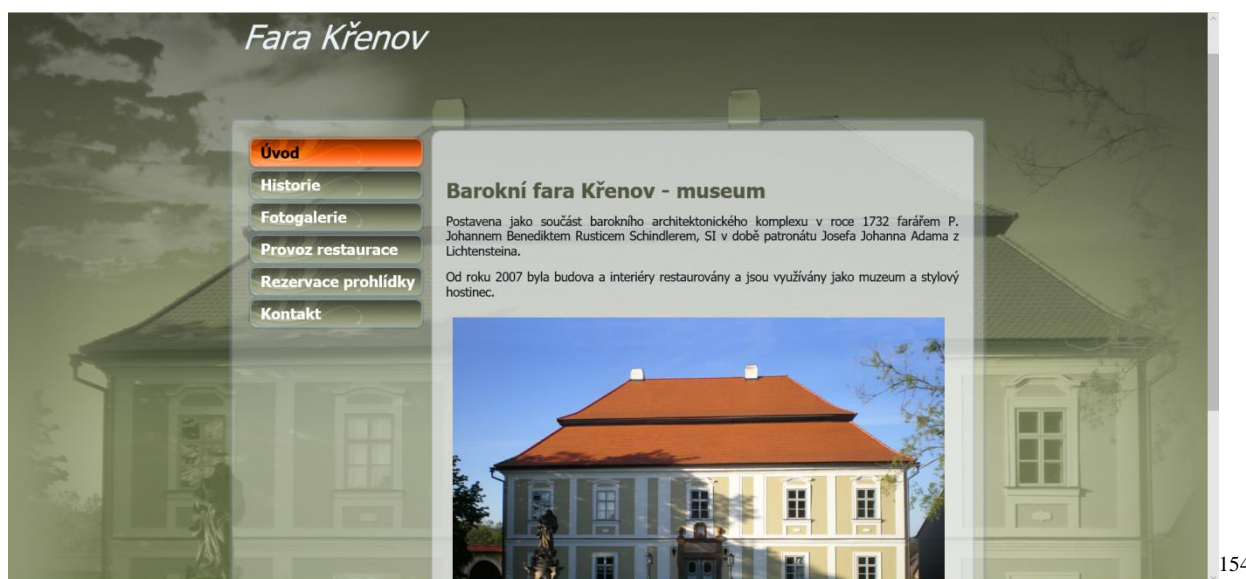 Fara Křenov
Úvod
Historie
Fotogalerie
Provoz restaurace
Rezervace prohlídky
Kontakt
Barokní fara Křenov - museum
Postavena jako součást barokního architektonického komplexu v roce 1732 farářem P.
Johannem Benediktem Rusticem Schindlerem, SI v době patronátu Josefa Johanna Adama z
Lichtensteina.
Od roku 2007 byla budova a interiéry restaurovány a jsou využívány jako muzeum a stylový
hostinec.
154